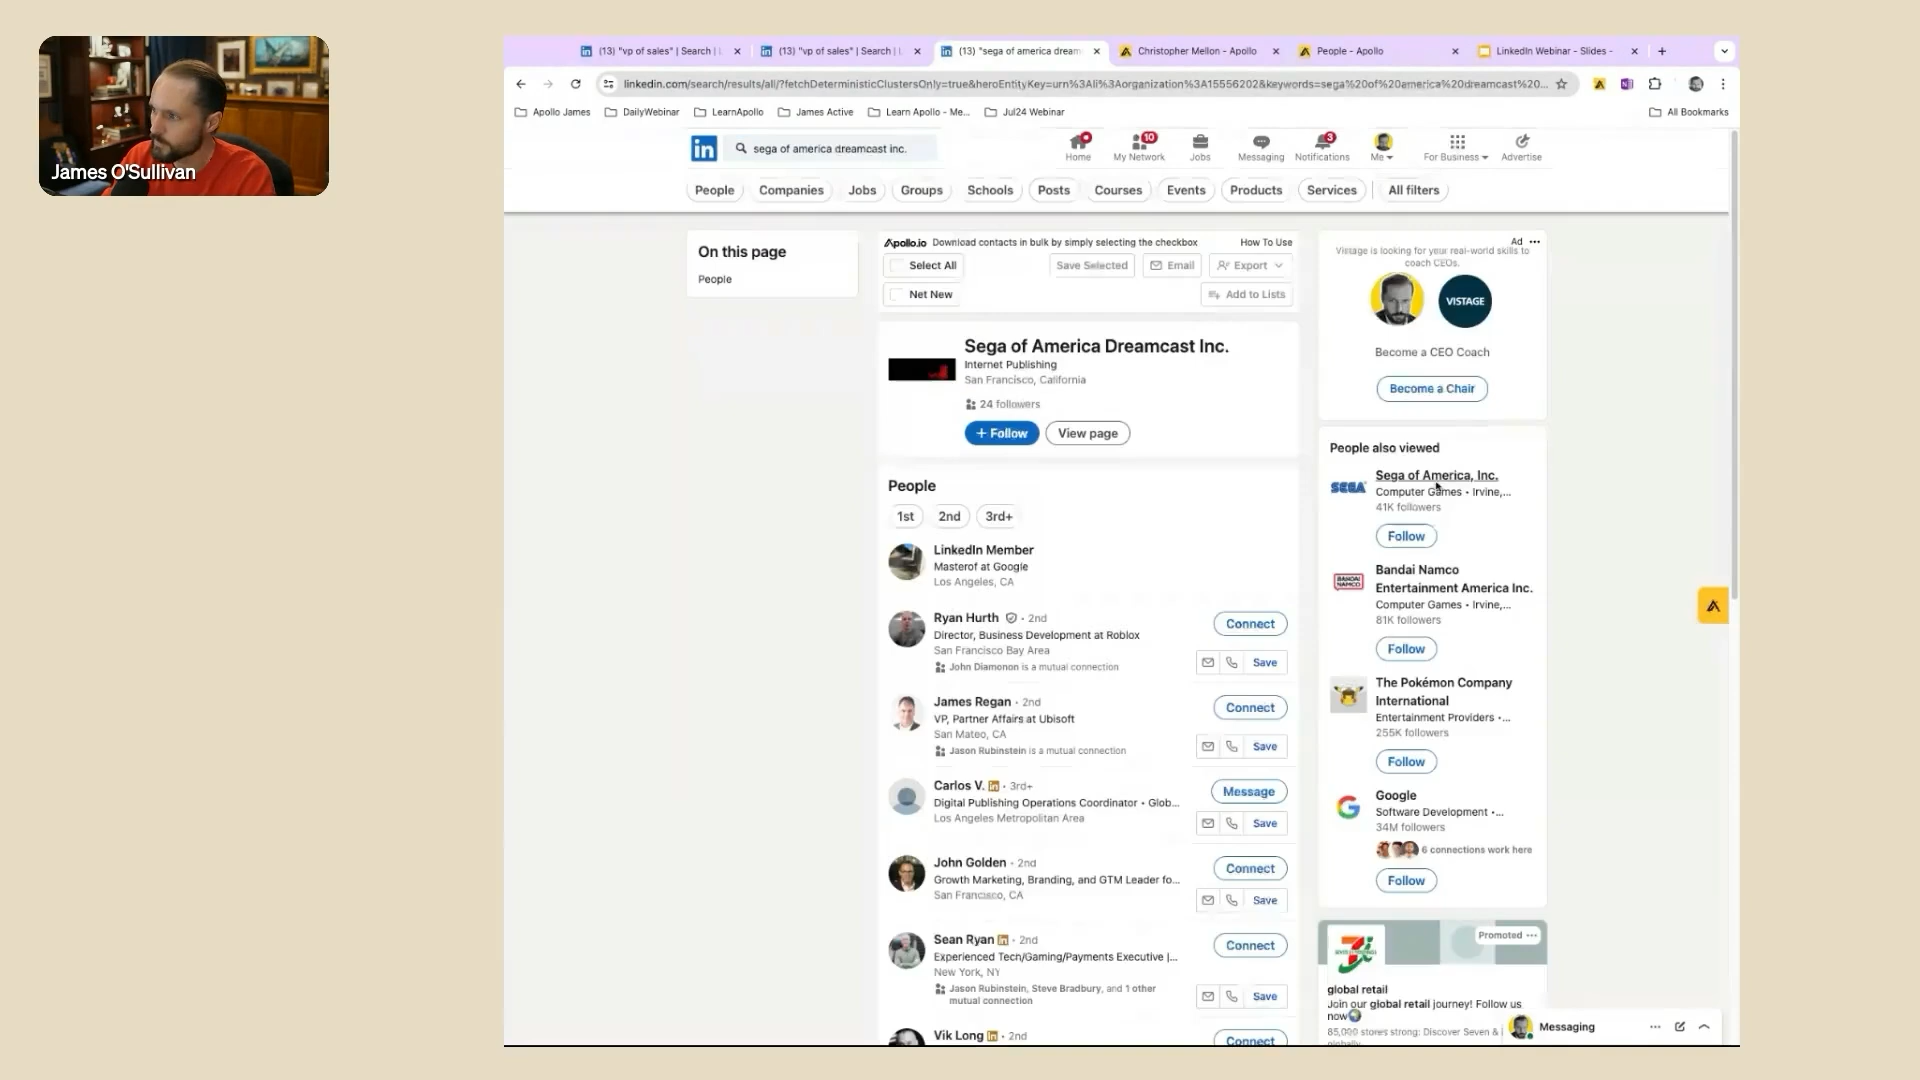 James O'Sullivan
(13) "vp of sales" | Search |
(13) "vp of sales" | Search |
(13) "sega of america dream
Christopher Mellon - Apollo
People - Apollo
LinkedIn Webinar - Slides -
linkedin.com/search/results/all/?fetchDeterministicClustersOnly=true&heroEntityKey=urn%3Ali%3Aorganization%3A15556202&keywords=sega%20of%20america%20dreamcast%20...
Apollo James
DailyWebinar
LearnApollo
James Active
Learn Apollo - Me...
Jul24 Webinar
All Bookmarks
in
sega of america dreamcast inc.
Home
10
My Network
Jobs
Messaging
3
Notifications
Me
For Business
Advertise
People
Companies
Jobs
Groups
Schools
Posts
Courses
Events
Products
Services
All filters
On this page
People
Apollo.io Download contacts in bulk by simply selecting the checkbox
How To Use
Select All
Save Selected
Email
Export
Net New
Add to Lists
Sega of America Dreamcast Inc.
Internet Publishing
San Francisco, California
24 followers
+ Follow
View page
People
1st
2nd
3rd+
LinkedIn Member
Masterof at Google
Los Angeles, CA
Ryan Hurth • 2nd
Director, Business Development at Roblox
San Francisco Bay Area
John Diamonon is a mutual connection
Connect
Save
James Regan • 2nd
VP, Partner Affairs at Ubisoft
San Mateo, CA
Jason Rubinstein is a mutual connection
Connect
Save
Carlos V. in • 3rd+
Digital Publishing Operations Coordinator • Glob...
Los Angeles Metropolitan Area
Message
Save
John Golden • 2nd
Growth Marketing, Branding, and GTM Leader fo...
San Francisco, CA
Connect
Save
Sean Ryan in • 2nd
Experienced Tech/Gaming/Payments Executive |...
New York, NY
Jason Rubinstein, Steve Bradbury, and 1 other
mutual connection
Connect
Save
Vik Long in • 2nd
Connect
Ad ...
Vistage is looking for your real-world skills to
coach CEOs.
VISTAGE
Become a CEO Coach
Become a Chair
People also viewed
SEGA
Sega of America, Inc.
Computer Games • Irvine,...
41K followers
Follow
BANDAI
NAMCO
Bandai Namco
Entertainment America Inc.
Computer Games • Irvine,...
81K followers
Follow
The Pokémon Company
International
Entertainment Providers •...
255K followers
Follow
G
Google
Software Development •...
34M followers
6 connections work here
Follow
Promoted ...
7
global retail
Join our global retail journey! Follow us
now
85,000 stores strong: Discover Seven & i
Messaging